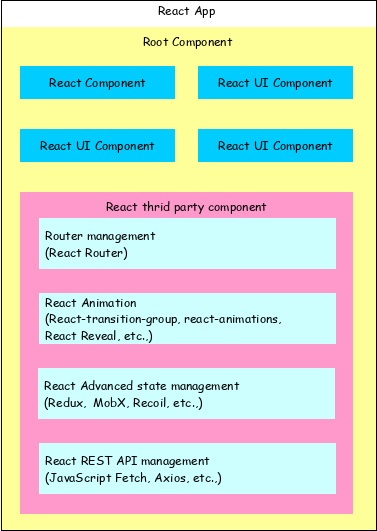 React App
Root Component
React Component
React UI Component
React UI Component
React UI Component
React thrid party component
Router management
(React Router)
React Animation
(React-transition-group, react-animations,
React Reveal, etc.,)
React Advanced state management
(Redux, MobX, Recoil, etc.,)
React REST API management
(JavaScript Fetch, Axios, etc.,)